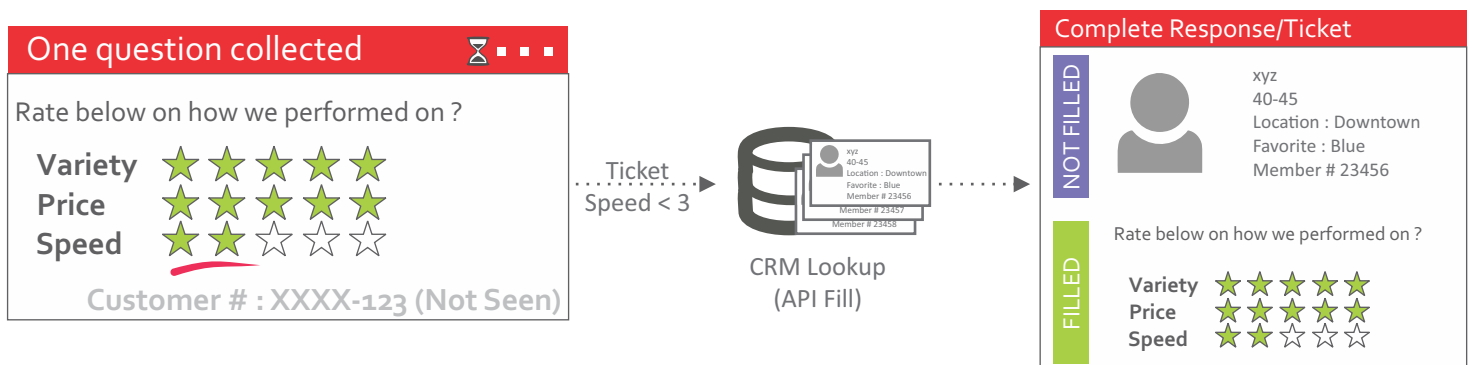 One question collected
Rate below on how we performed on ?
Variety
Price
Speed
Customer # : XXXX-123 (Not Seen)
Ticket
Speed < 3
xyz
40-45
Location : Downtown
Favorite : Blue
Member # 23456
Member # 23457
Member # 23458
CRM Lookup
(API Fill)
Complete Response/Ticket
NOT FILLED
xyz
40-45
Location : Downtown
Favorite : Blue
Member # 23456
FILLED
Rate below on how we performed on ?
Variety
Price
Speed